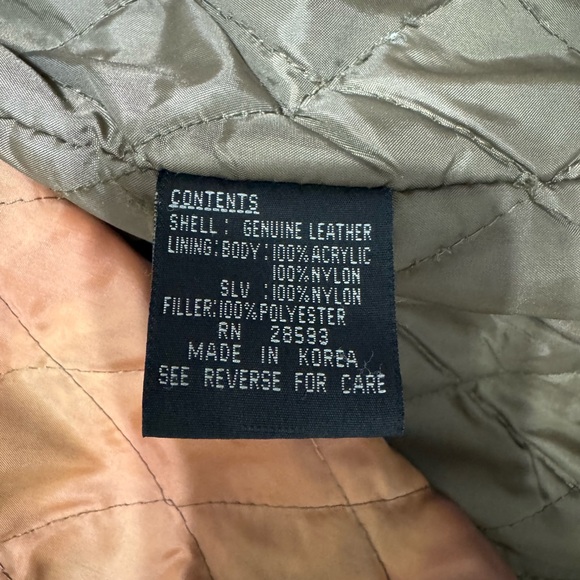 CONTENTS
SHELL: GENUINE LEATHER
LINING:BODY:100%ACRYLIC
100%NYLON
SLV :100%NYLON
FILLER:100%POLYESTER
RN 28593
MADE IN KOREA
SEE REVERSE FOR CARE